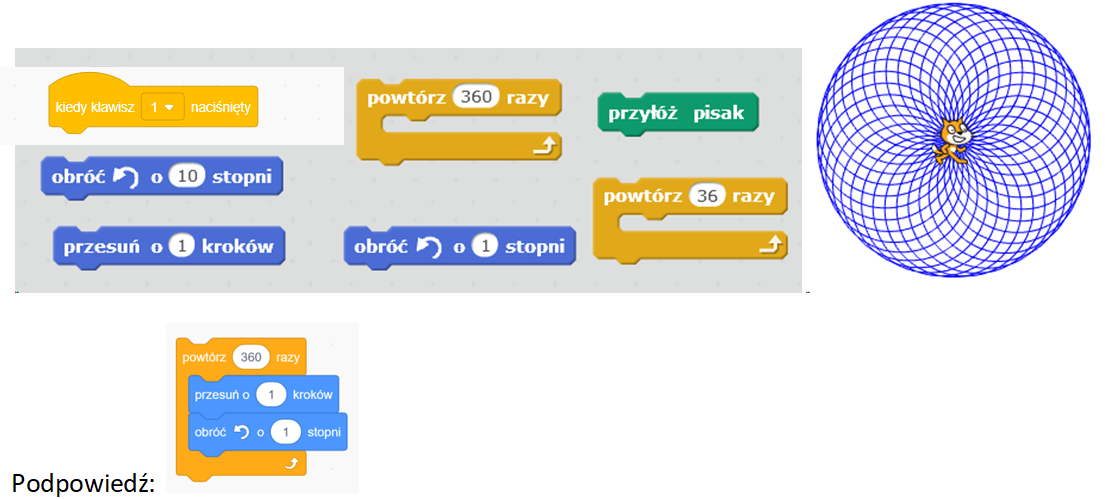 kiedy klawisz 1 naciśnięty
powtórz 360 razy
przyłóż pisak
obróć o 10 stopni
powtórz 36 razy
przesuń o 1 kroków
obróć o 1 stopni
powtórz 360 razy
przesuń o 1 kroków
obróć o 1 stopni
Podpowiedź: